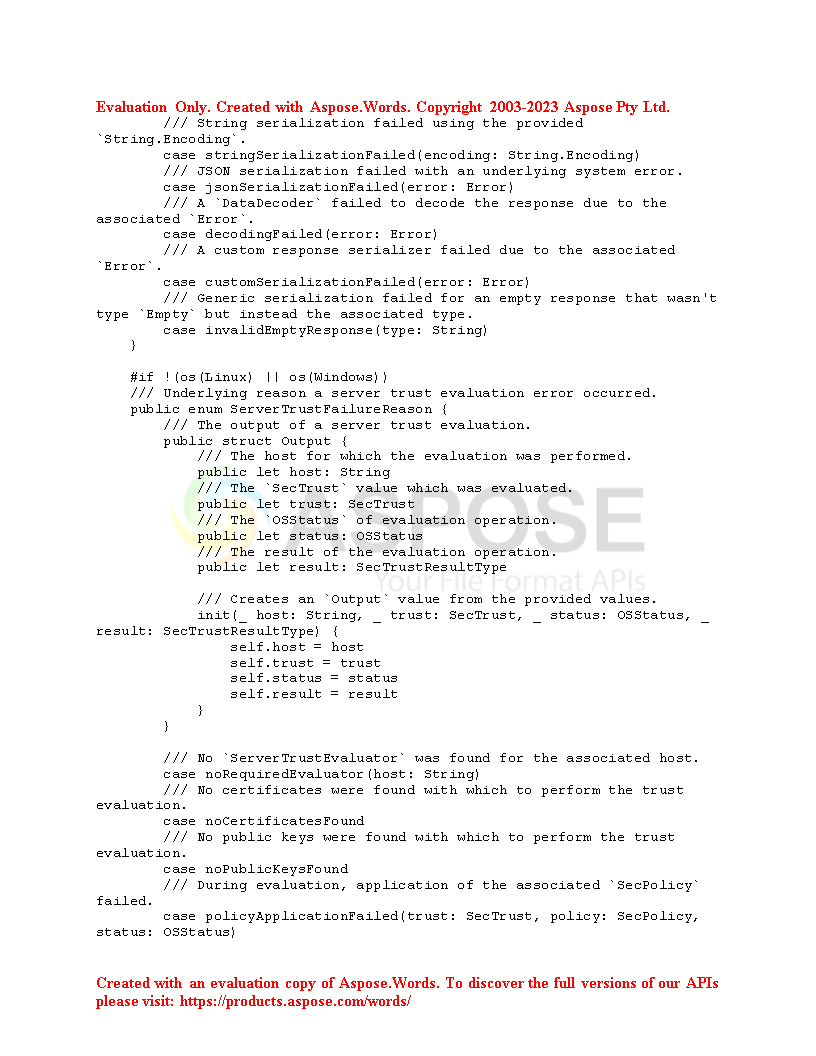 Evaluation Only. Created with Aspose.Words. Copyright 2003-2023 Aspose Pty Ltd.
        /// String serialization failed using the provided
`String.Encoding`.
        case stringSerializationFailed(encoding: String.Encoding)
        /// JSON serialization failed with an underlying system error.
        case jsonSerializationFailed(error: Error)
        /// A `DataDecoder` failed to decode the response due to the
associated `Error`.
        case decodingFailed(error: Error)
        /// A custom response serializer failed due to the associated
`Error`.
        case customSerializationFailed(error: Error)
        /// Generic serialization failed for an empty response that wasn't
type `Empty` but instead the associated type.
        case invalidEmptyResponse(type: String)
    }

    #if !(os(Linux) || os(Windows))
    /// Underlying reason a server trust evaluation error occurred.
    public enum ServerTrustFailureReason {
        /// The output of a server trust evaluation.
        public struct Output {
            /// The host for which the evaluation was performed.
            public let host: String
            /// The `SecTrust` value which was evaluated.
            public let trust: SecTrust
            /// The `OSStatus` of evaluation operation.
            public let status: OSStatus
            /// The result of the evaluation operation.
            public let result: SecTrustResultType

            /// Creates an `Output` value from the provided values.
            init(_ host: String, _ trust: SecTrust, _ status: OSStatus, _
result: SecTrustResultType) {
                self.host = host
                self.trust = trust
                self.status = status
                self.result = result
            }
        }

        /// No `ServerTrustEvaluator` was found for the associated host.
        case noRequiredEvaluator(host: String)
        /// No certificates were found with which to perform the trust
evaluation.
        case noCertificatesFound
        /// No public keys were found with which to perform the trust
evaluation.
        case noPublicKeysFound
        /// During evaluation, application of the associated `SecPolicy`
failed.
        case policyApplicationFailed(trust: SecTrust, policy: SecPolicy,
status: OSStatus)
ASPOSE
Your File Format APIs
Created with an evaluation copy of Aspose.Words. To discover the full versions of our APIs
please visit: https://products.aspose.com/words/